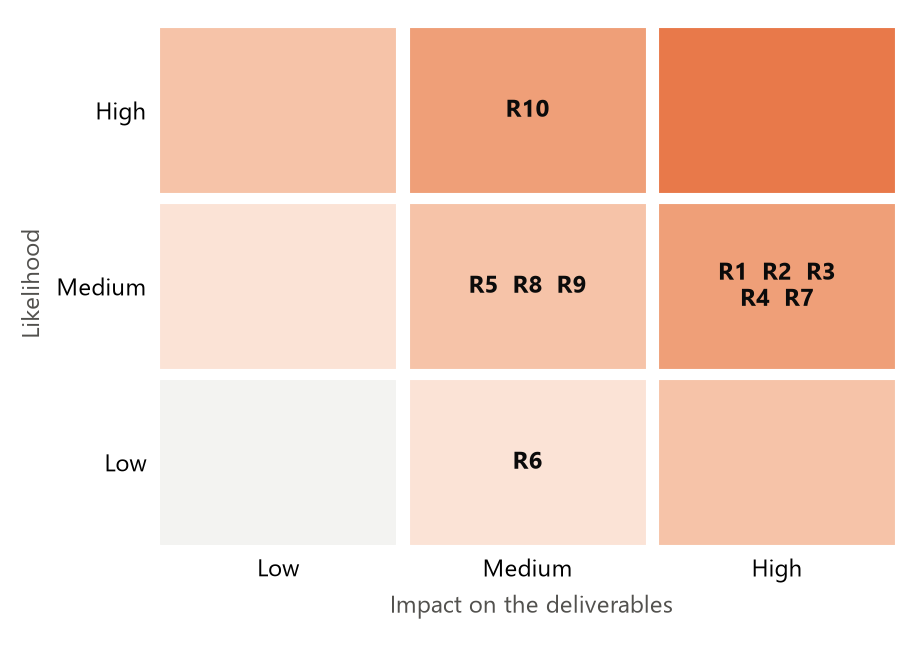 High
R10
Likelihood
Medium
R5 R8 R9
R1 R2 R3
R4 R7
Low
R6
Low
Medium
High
Impact on the deliverables